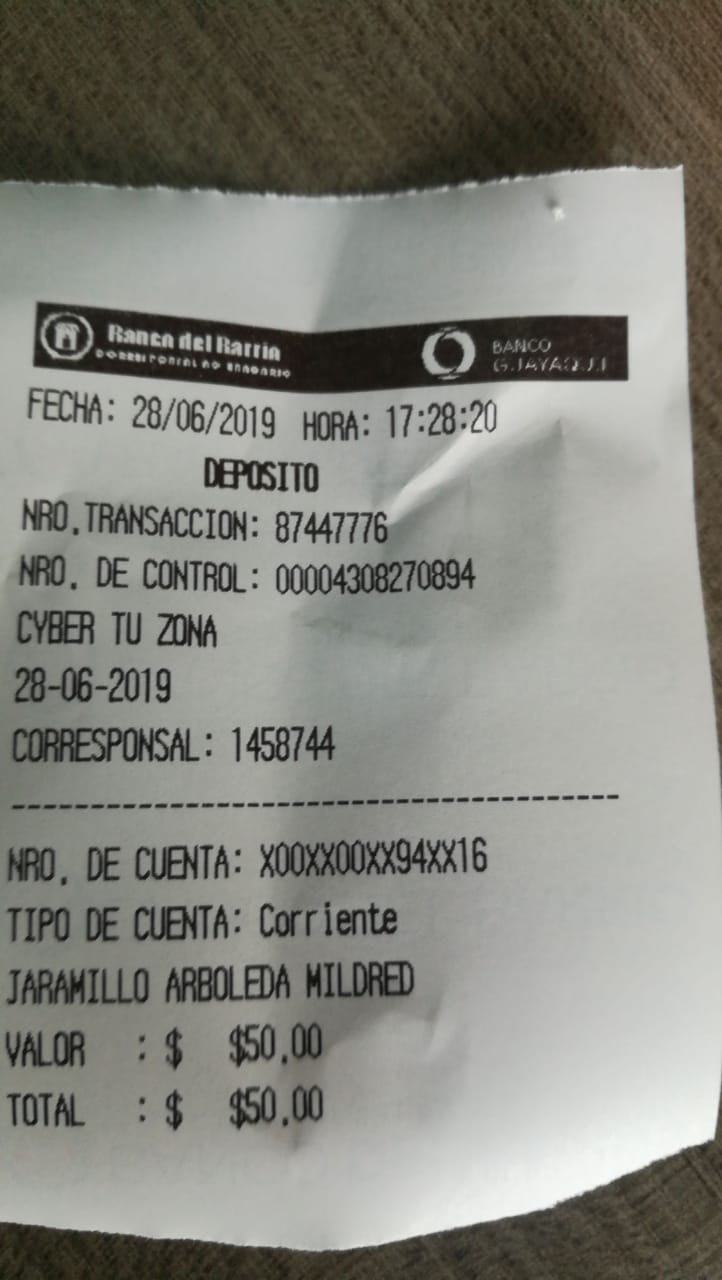 Banco del Barrio
CORRESPONSAL NO BANCARIO
BANCO
GUAYAQUIL
FECHA: 28/06/2019 HORA: 17:28:20
DEPOSITO
NRO.TRANSACCION: 87447776
NRO. DE CONTROL: 00004308270894
CYBER TU ZONA
28-06-2019
CORRESPONSAL: 1458744
---------------------------------------
NRO. DE CUENTA: X00XX00XX94XX16
TIPO DE CUENTA: Corriente
JARAMILLO ARBOLEDA MILDRED
VALOR : $ $50,00
TOTAL : $ $50,00